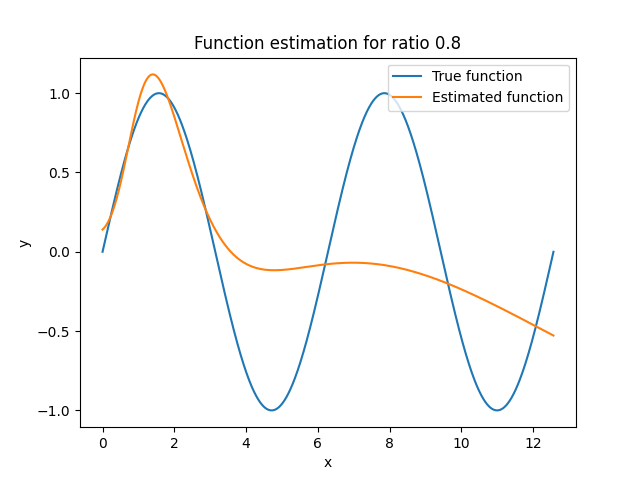 Function estimation for ratio 0.8
True function
Estimated function
1.0
0.5
0.0
−0.5
−1.0
y
0 2 4 6 8 10 12
x